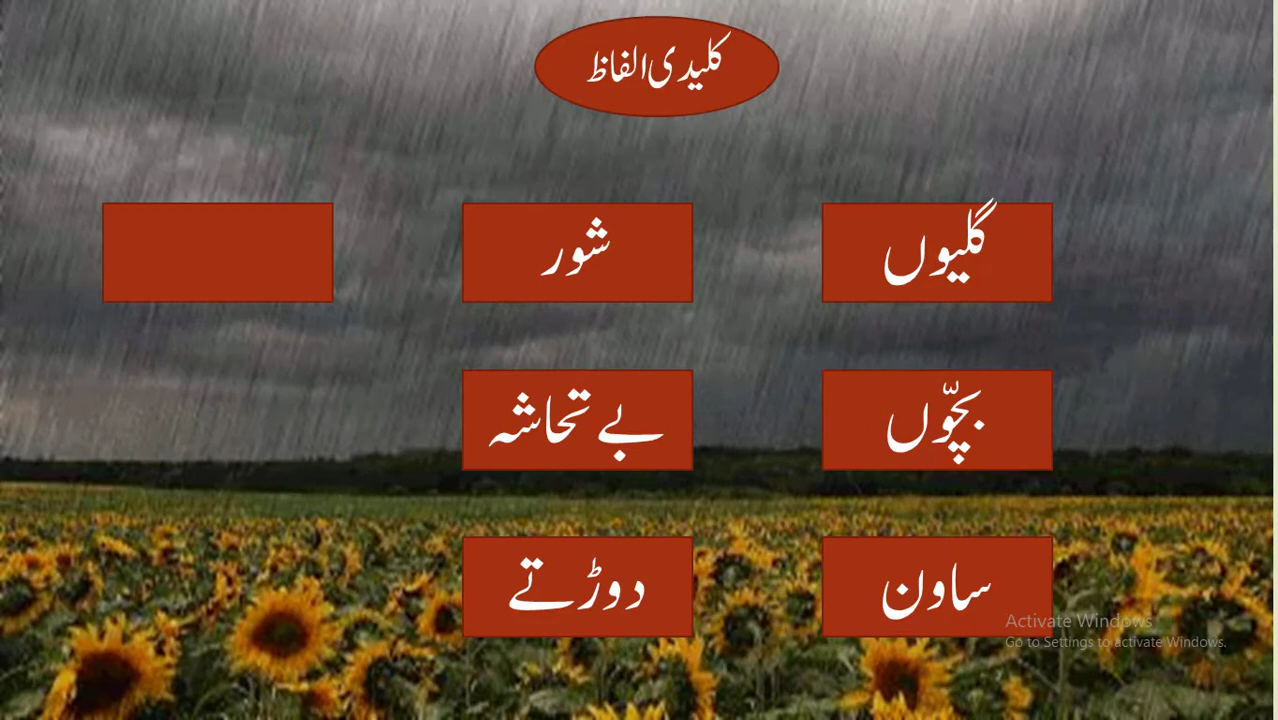 کلیدی الفاظ
گلیوں
شور
بچّوں
بے تحاشہ
ساون
دوڑتے
Activate Windows
Go to Settings to activate Windows.